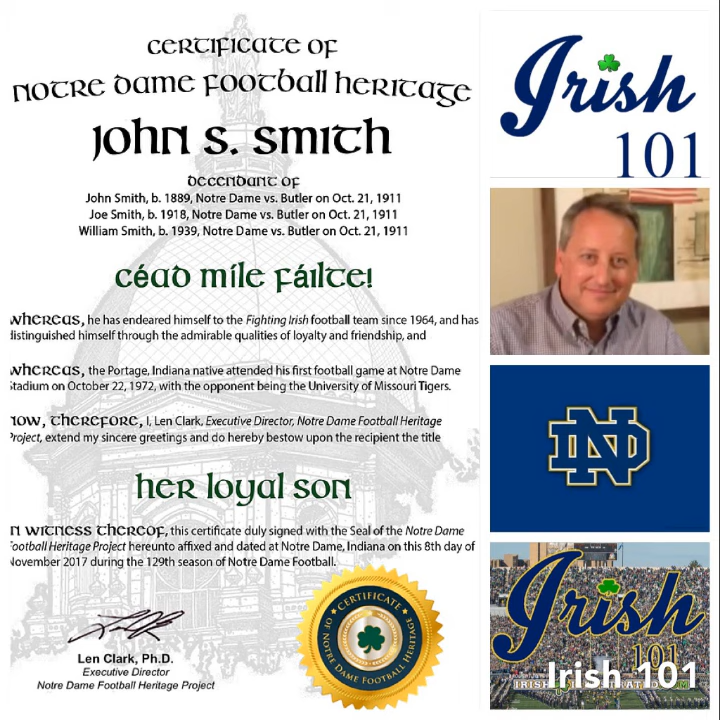 CERTIFICATE OF
NOTRE DAME FOOTBALL HERITAGE
JOHN S. SMITH
DECENDANT OF
John Smith, b. 1889, Notre Dame vs. Butler on Oct. 21, 1911
Joe Smith, b. 1918, Notre Dame vs. Butler on Oct. 21, 1911
William Smith, b. 1939, Notre Dame vs. Butler on Oct. 21, 1911
céad míle fáilte!
WHEREAS, he has endeared himself to the Fighting Irish football team since 1964, and has
distinguished himself through the admirable qualities of loyalty and friendship, and
WHEREAS, the Portage, Indiana native attended his first football game at Notre Dame
Stadium on October 22, 1972, with the opponent being the University of Missouri Tigers.
NOW, THEREFORE, I, Len Clark, Executive Director, Notre Dame Football Heritage
Project, extend my sincere greetings and do hereby bestow upon the recipient the title
her loyal son
IN WITNESS THEREOF, this certificate duly signed with the Seal of the Notre Dame
Football Heritage Project hereunto affixed and dated at Notre Dame, Indiana on this 8th day of
November 2017 during the 129th season of Notre Dame Football.
Len Clark, Ph.D.
Executive Director
Notre Dame Football Heritage Project
CERTIFICATE
OF NOTRE DAME FOOTBALL HERITAGE
Irish
101
ND
Irish
101
Irish 101